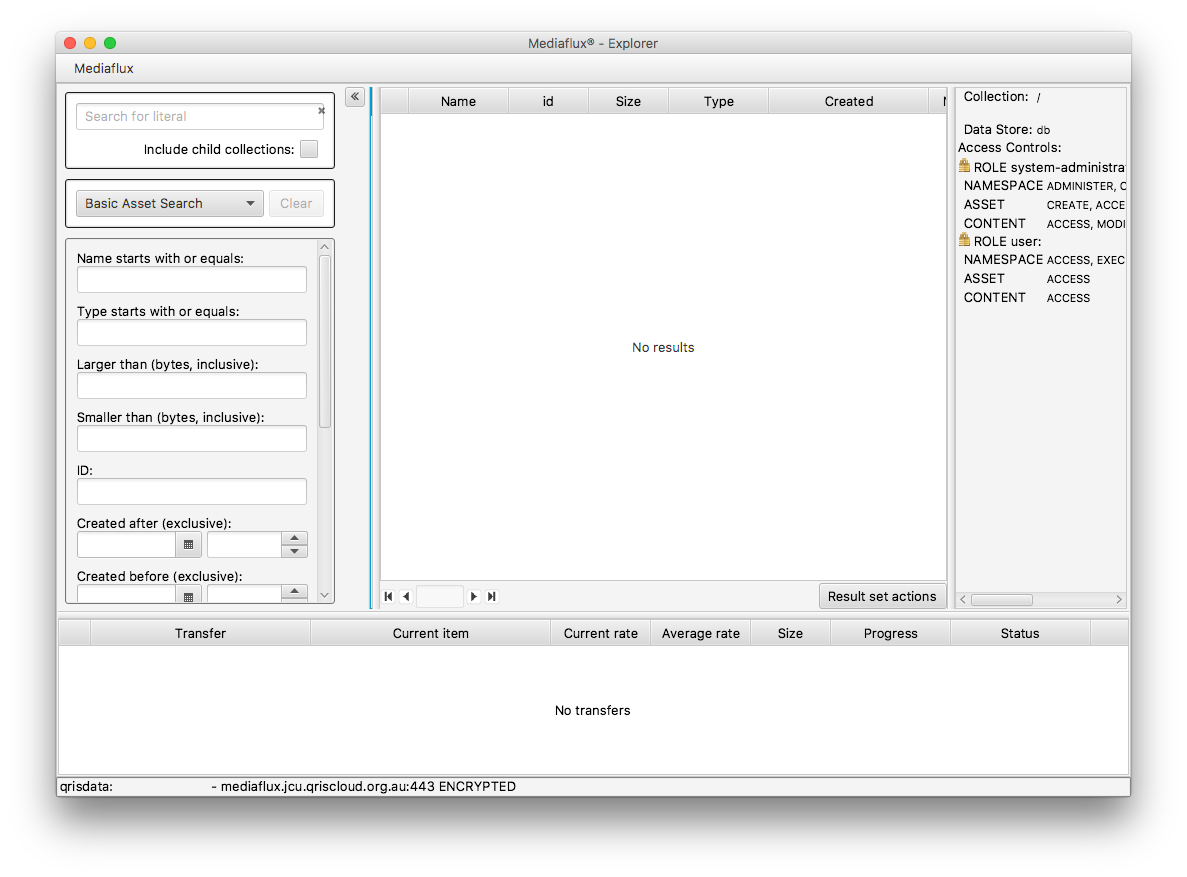 Mediaflux® - Explorer
Mediaflux
Search for literal
Include child collections:
Basic Asset Search
Clear
Name starts with or equals:
Type starts with or equals:
Larger than (bytes, inclusive):
Smaller than (bytes, inclusive):
ID:
Created after (exclusive):
Created before (exclusive):
Name id Size Type Created
No results
Result set actions
Collection: /
Data Store: db
Access Controls:
ROLE system-administra
NAMESPACE ADMINISTER, C
ASSET CREATE, ACCE
CONTENT ACCESS, MODI
ROLE user:
NAMESPACE ACCESS, EXEC
ASSET ACCESS
CONTENT ACCESS
Transfer Current item Current rate Average rate Size Progress Status
No transfers
qrisdata: - mediaflux.jcu.qriscloud.org.au:443 ENCRYPTED